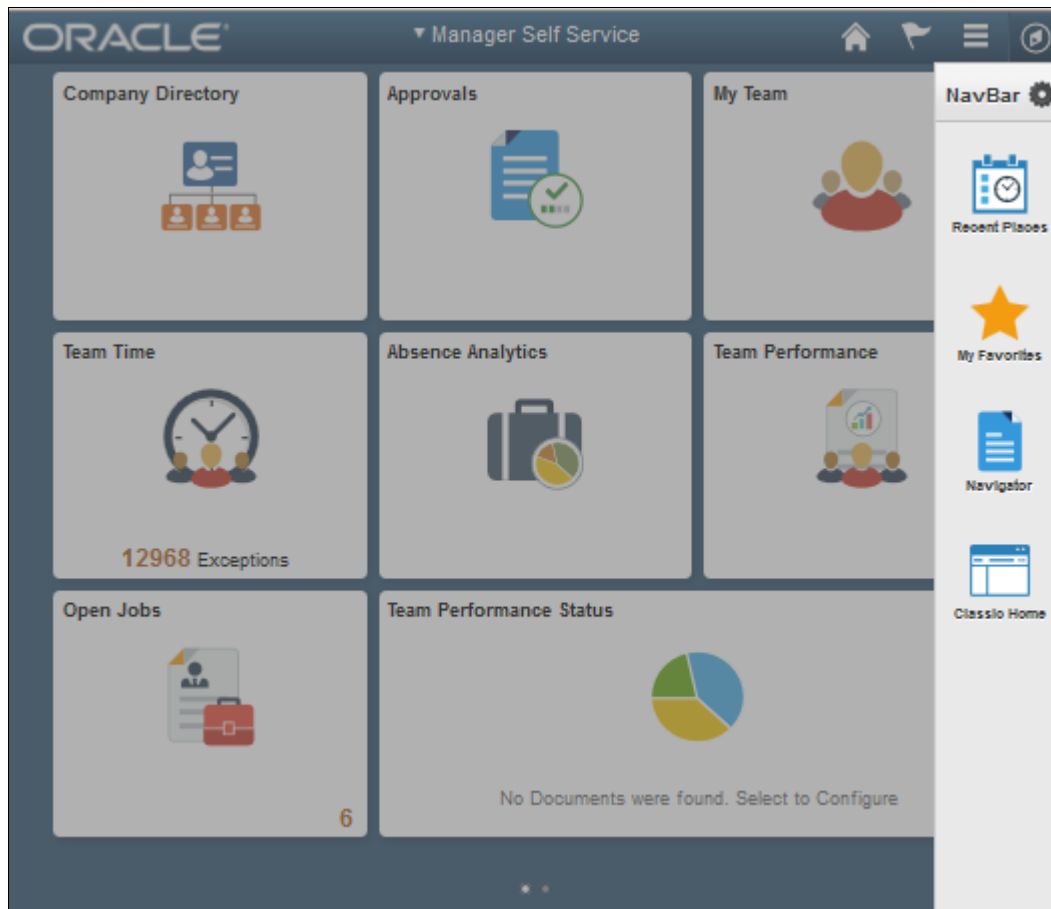 ORACLE
Manager Self Service
NavBar
Company Directory
Approvals
My Team
Recent Places
My Favorites
Team Time
Absence Analytics
Team Performance
12968 Exceptions
Navigator
Classic Home
Open Jobs
Team Performance Status
No Documents were found. Select to Configure
6